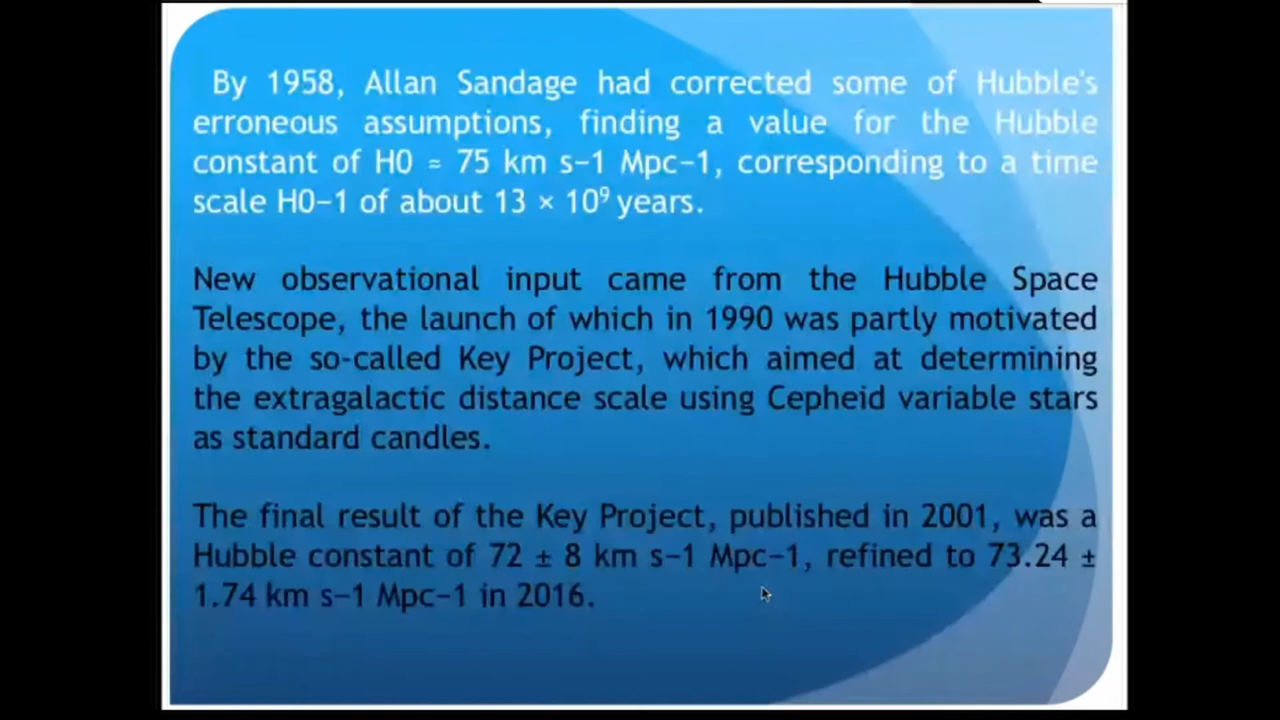 By 1958, Allan Sandage had corrected some of Hubble's
erroneous assumptions, finding a value for the Hubble
constant of H0 ≈ 75 km s−1 Mpc−1, corresponding to a time
scale H0−1 of about 13 × 10⁹ years.
New observational input came from the Hubble Space
Telescope, the launch of which in 1990 was partly motivated
by the so-called Key Project, which aimed at determining
the extragalactic distance scale using Cepheid variable stars
as standard candles.
The final result of the Key Project, published in 2001, was a
Hubble constant of 72 ± 8 km s−1 Mpc−1, refined to 73.24 ±
1.74 km s−1 Mpc−1 in 2016.